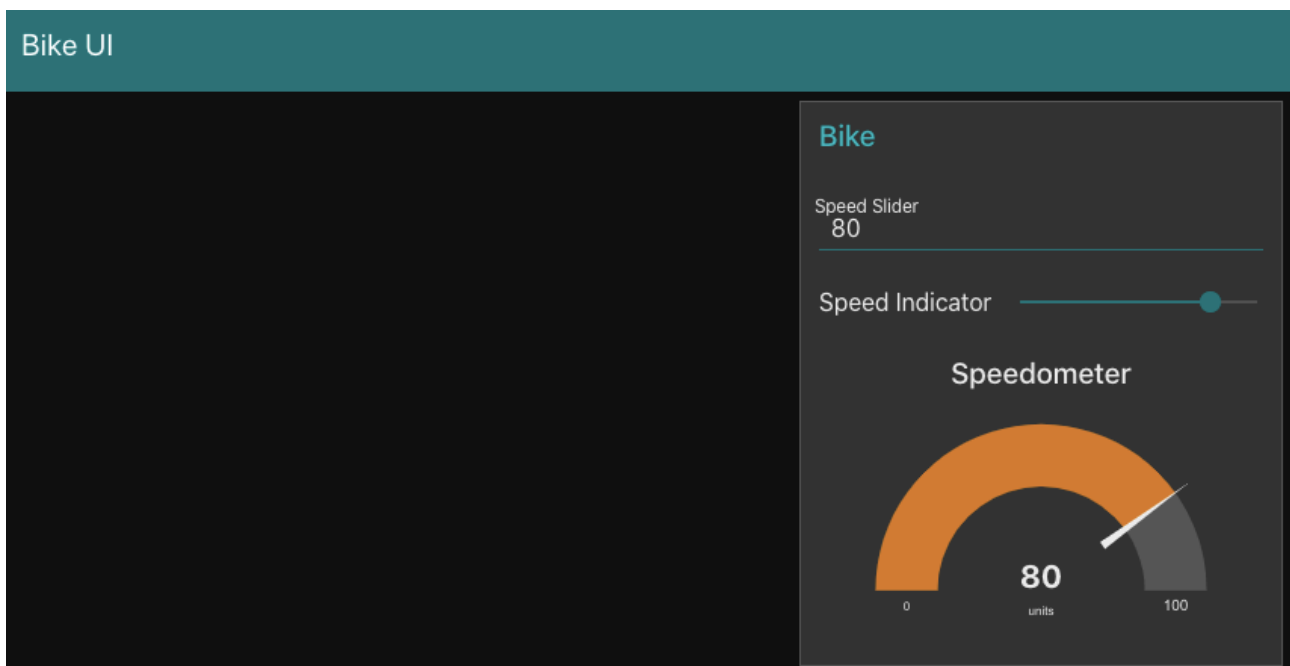 Bike UI
Bike
Speed Slider
80
Speed Indicator
Speedometer
80
0
units
100